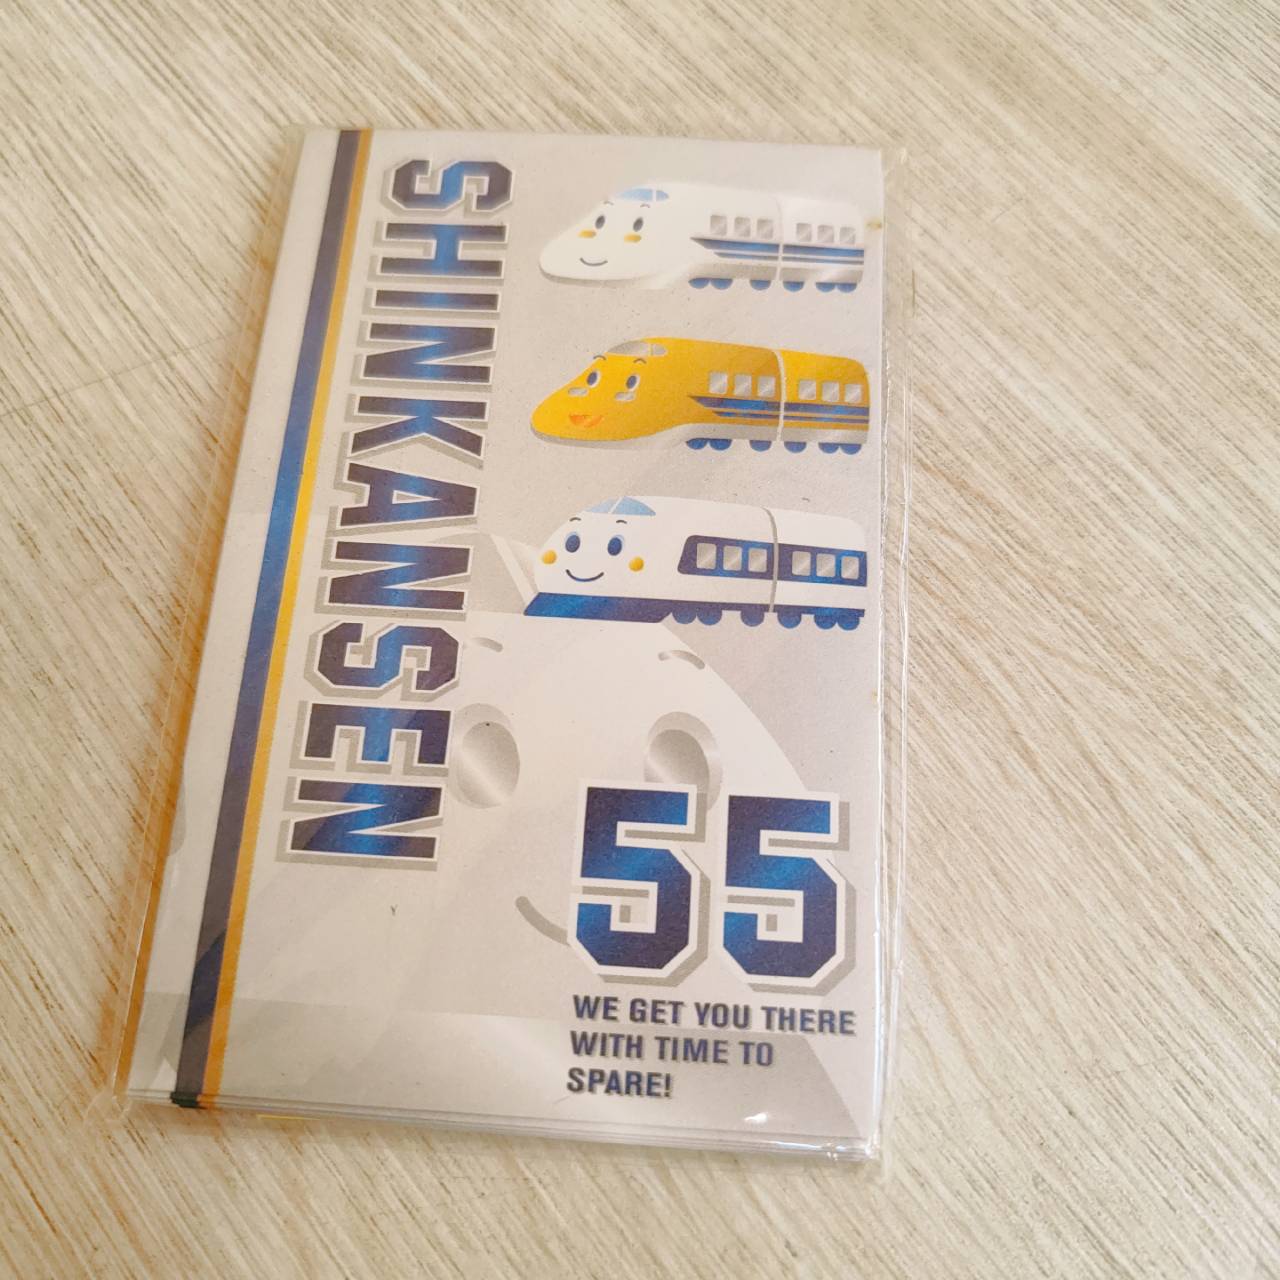 SHINKANSEN
55
WE GET YOU THERE
WITH TIME TO
SPARE!